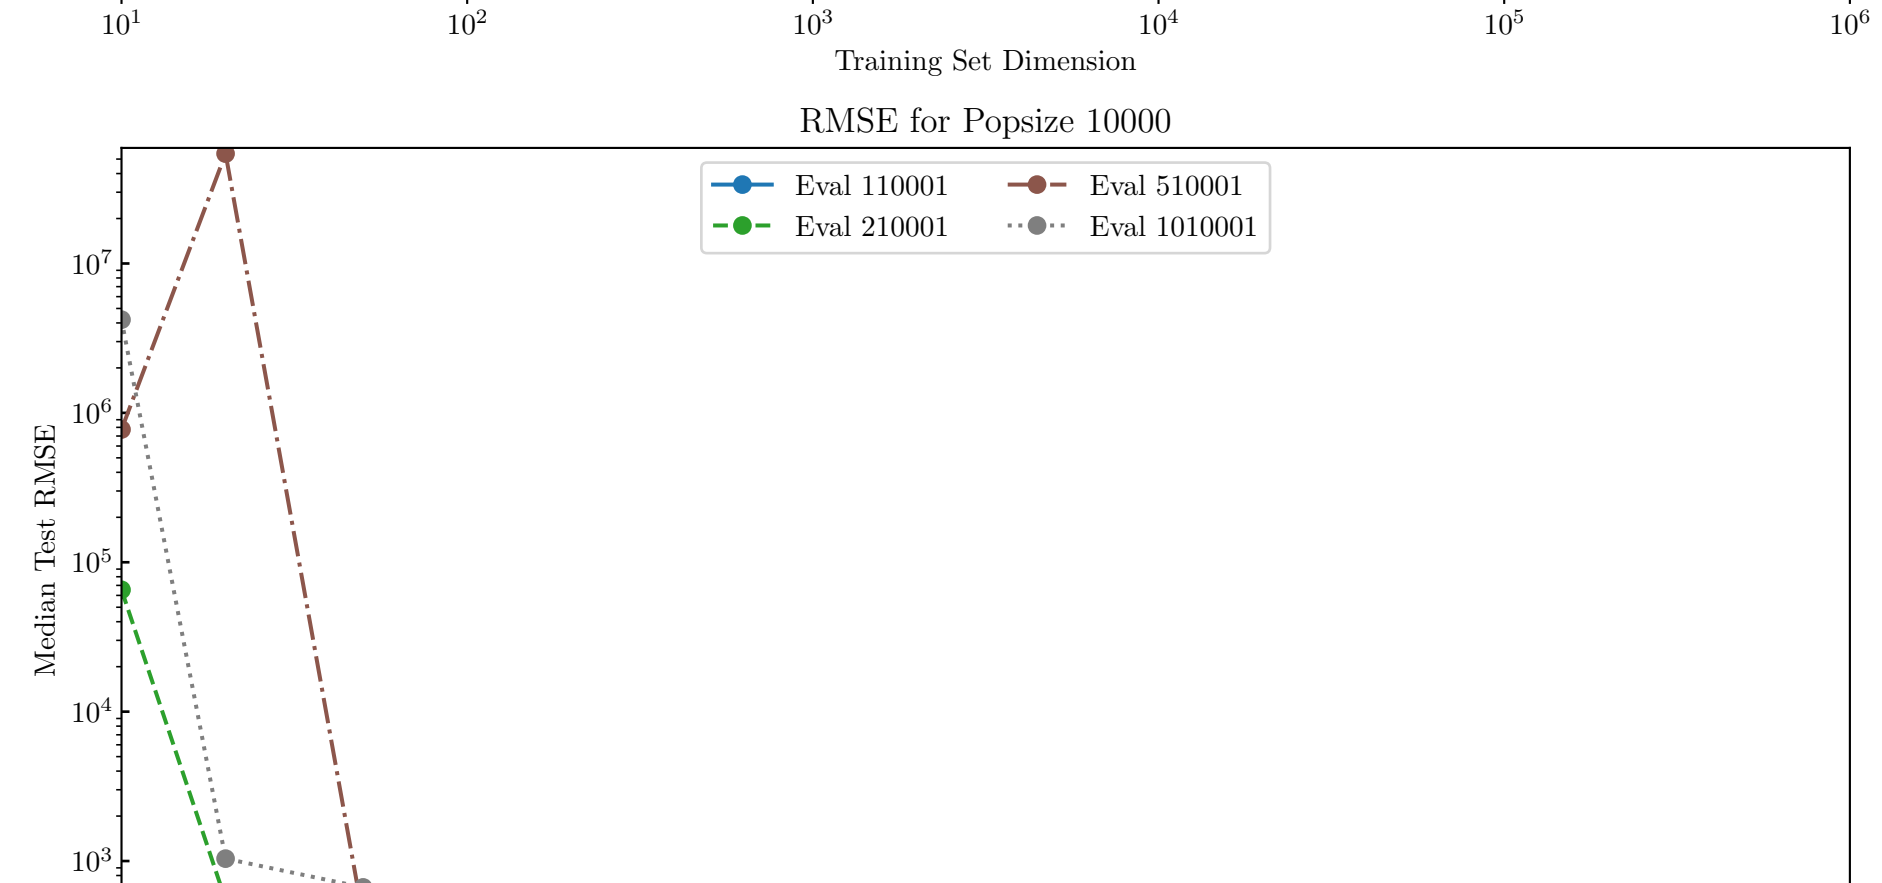 10¹ 10² 10³ 10⁴ 10⁵ 10⁶
Training Set Dimension
RMSE for Popsize 10000
Eval 110001 Eval 510001
Eval 210001 Eval 1010001
10⁷
10⁶
10⁵
10⁴
10³
Median Test RMSE